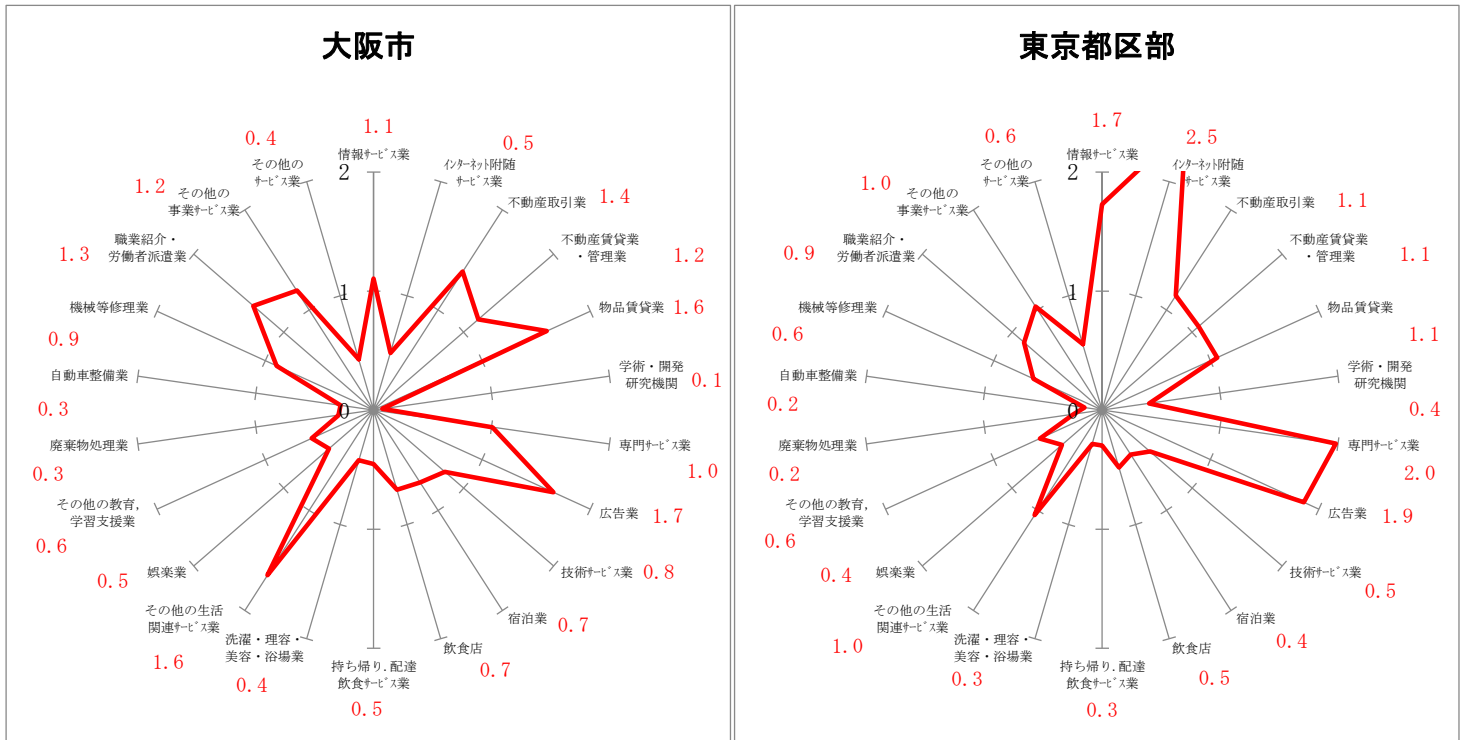 大阪市
1.1
情報ｻｰﾋﾞｽ業
0.5
ｲﾝﾀｰﾈｯﾄ附随
ｻｰﾋﾞｽ業
1.4
不動産取引業
1.2
不動産賃貸業
・管理業
1.6
物品賃貸業
0.1
学術・開発
研究機関
1.0
専門ｻｰﾋﾞｽ業
1.7
広告業
0.8
技術ｻｰﾋﾞｽ業
0.7
宿泊業
0.7
飲食店
0.5
持ち帰り.配達
飲食ｻｰﾋﾞｽ業
0.4
洗濯・理容・
美容・浴場業
1.6
その他の生活
関連ｻｰﾋﾞｽ業
0.5
娯楽業
0.6
その他の教育,
学習支援業
0.3
廃棄物処理業
0.3
自動車整備業
0.9
機械等修理業
1.3
職業紹介・
労働者派遣業
1.2
その他の
事業ｻｰﾋﾞｽ業
0.4
その他の
ｻｰﾋﾞｽ業
2
1
0
東京都区部
1.7
情報ｻｰﾋﾞｽ業
2.5
ｲﾝﾀｰﾈｯﾄ附随
ｻｰﾋﾞｽ業
1.1
不動産取引業
1.1
不動産賃貸業
・管理業
1.1
物品賃貸業
0.4
学術・開発
研究機関
2.0
専門ｻｰﾋﾞｽ業
1.9
広告業
0.5
技術ｻｰﾋﾞｽ業
0.4
宿泊業
0.5
飲食店
0.3
持ち帰り.配達
飲食ｻｰﾋﾞｽ業
0.3
洗濯・理容・
美容・浴場業
1.0
その他の生活
関連ｻｰﾋﾞｽ業
0.4
娯楽業
0.6
その他の教育,
学習支援業
0.2
廃棄物処理業
0.2
自動車整備業
0.6
機械等修理業
0.9
職業紹介・
労働者派遣業
1.0
その他の
事業ｻｰﾋﾞｽ業
0.6
その他の
ｻｰﾋﾞｽ業
2
1
0